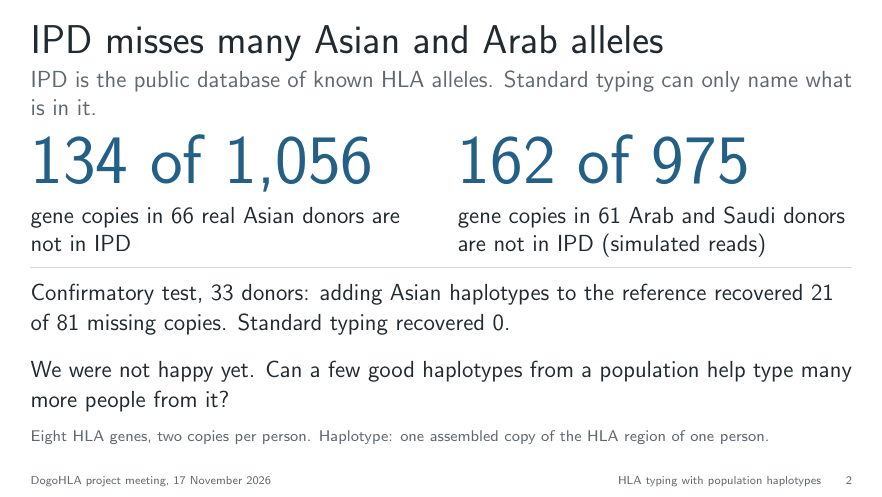 IPD misses many Asian and Arab alleles
IPD is the public database of known HLA alleles. Standard typing can only name what
is in it.
134 of 1,056
gene copies in 66 real Asian donors are
not in IPD
162 of 975
gene copies in 61 Arab and Saudi donors
are not in IPD (simulated reads)
Confirmatory test, 33 donors: adding Asian haplotypes to the reference recovered 21
of 81 missing copies. Standard typing recovered 0.
We were not happy yet. Can a few good haplotypes from a population help type many
more people from it?
Eight HLA genes, two copies per person. Haplotype: one assembled copy of the HLA region of one person.
DogoHLA project meeting, 17 November 2026
HLA typing with population haplotypes 2